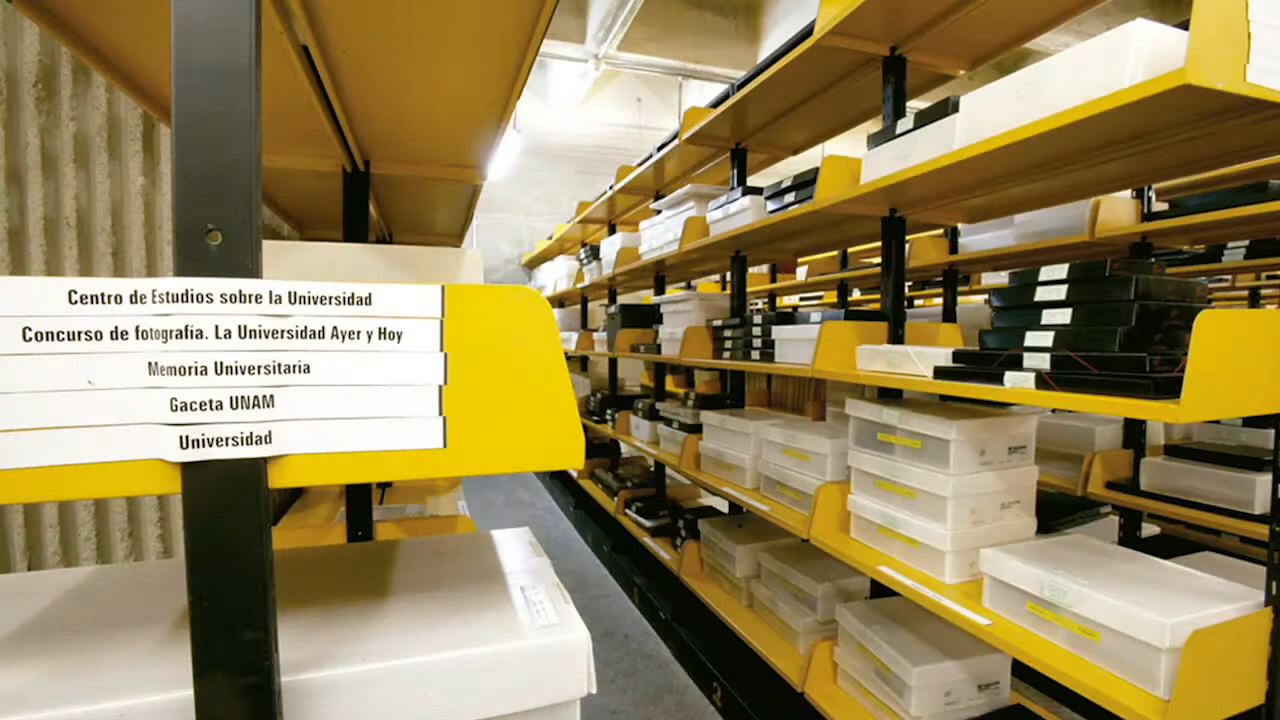 Centro de Estudios sobre la Universidad
Concurso de fotografía. La Universidad Ayer y Hoy
Memoria Universitaria
Gaceta UNAM
Universidad